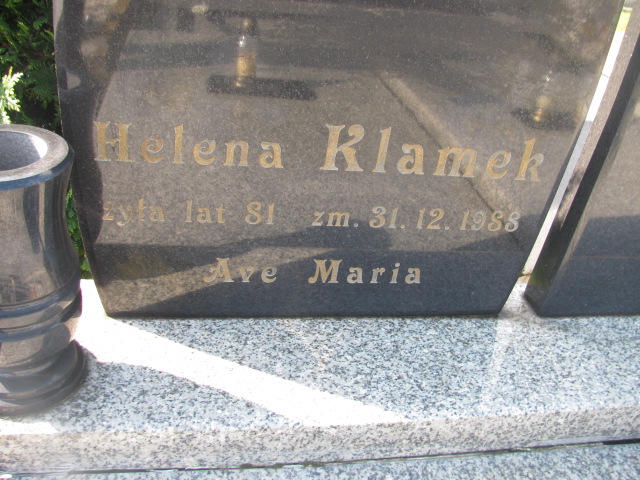 Helena Klamek
żyła lat 81 zm. 31.12.1988
Ave Maria